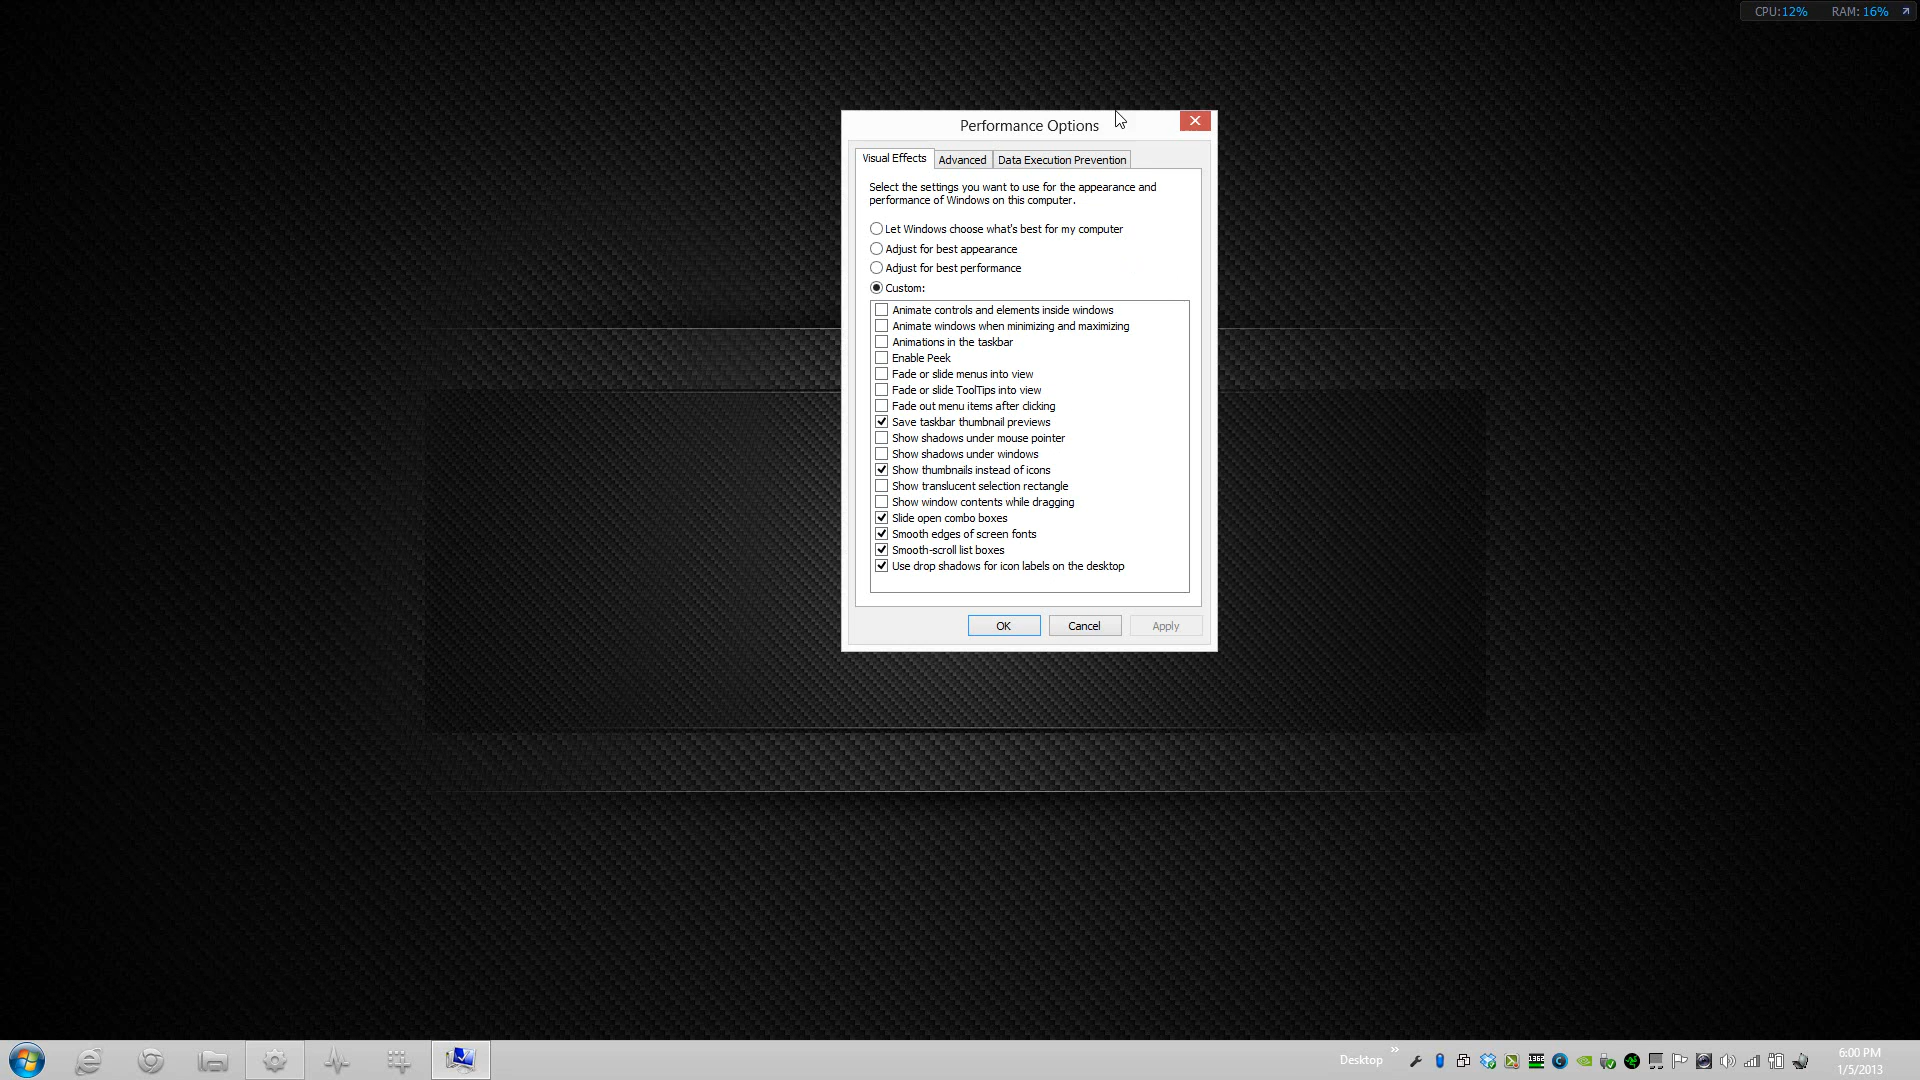 CPU:12% RAM: 16%
Performance Options
Visual Effects Advanced Data Execution Prevention
Select the settings you want to use for the appearance and
performance of Windows on this computer.
Let Windows choose what's best for my computer
Adjust for best appearance
Adjust for best performance
Custom:
Animate controls and elements inside windows
Animate windows when minimizing and maximizing
Animations in the taskbar
Enable Peek
Fade or slide menus into view
Fade or slide ToolTips into view
Fade out menu items after clicking
Save taskbar thumbnail previews
Show shadows under mouse pointer
Show shadows under windows
Show thumbnails instead of icons
Show translucent selection rectangle
Show window contents while dragging
Slide open combo boxes
Smooth edges of screen fonts
Smooth-scroll list boxes
Use drop shadows for icon labels on the desktop
OK Cancel Apply
Desktop
6:00 PM
1/5/2013